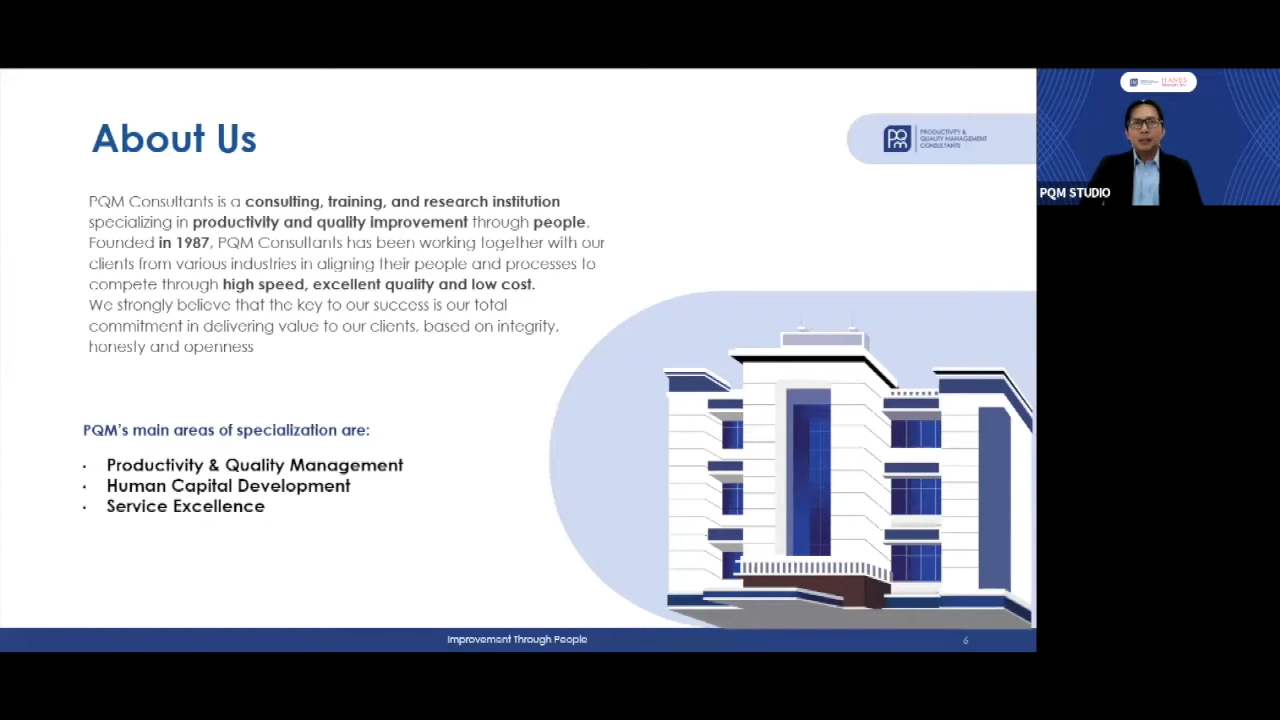 About Us
PRODUCTIVITY &
QUALITY MANAGEMENT
CONSULTANTS
pqm
PQM STUDIO
PQM Consultants is a consulting, training, and research institution
specializing in productivity and quality improvement through people.
Founded in 1987, PQM Consultants has been working together with our
clients from various industries in aligning their people and processes to
compete through high speed, excellent quality and low cost.
We strongly believe that the key to our success is our total
commitment in delivering value to our clients, based on integrity,
honesty and openness
PQM's main areas of specialization are:
· Productivity & Quality Management
· Human Capital Development
· Service Excellence
Improvement Through People
6